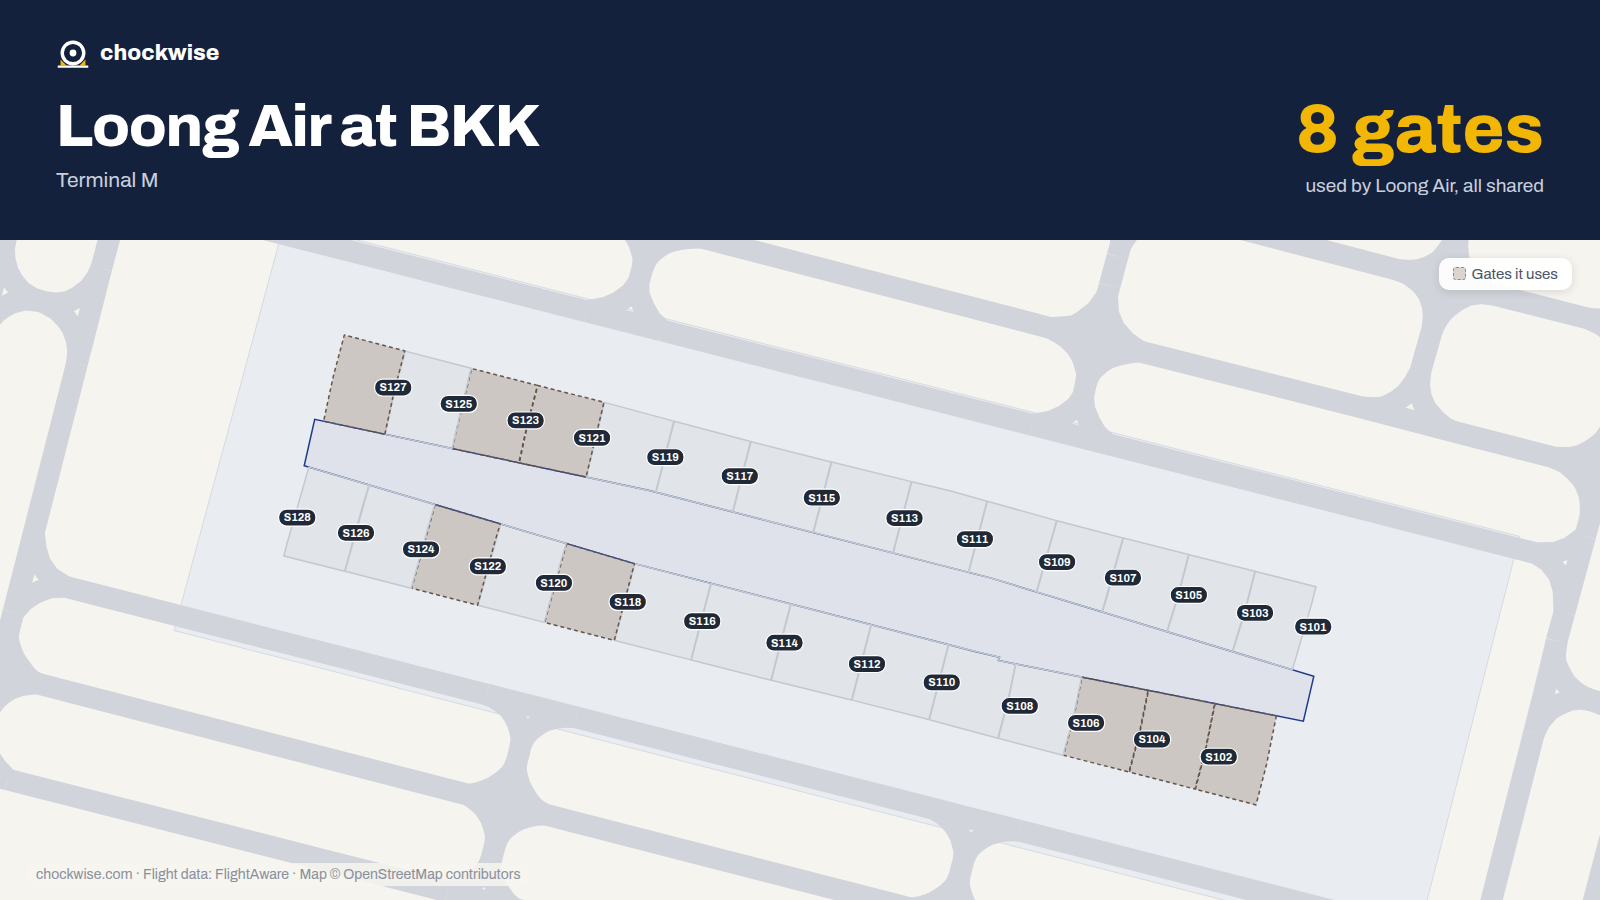 chockwise
Loong Air at BKK
Terminal M
8 gates
used by Loong Air, all shared
Gates it uses
S127
S125
S123
S121
S119
S117
S115
S113
S111
S109
S107
S105
S103
S101
S128
S126
S124
S122
S120
S118
S116
S114
S112
S110
S108
S106
S104
S102
chockwise.com · Flight data: FlightAware · Map © OpenStreetMap contributors